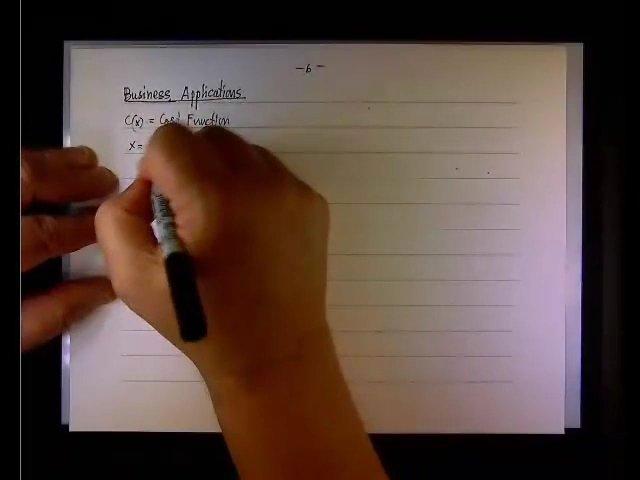 -6-
Business Applications
C(x) = Cost Function
x =